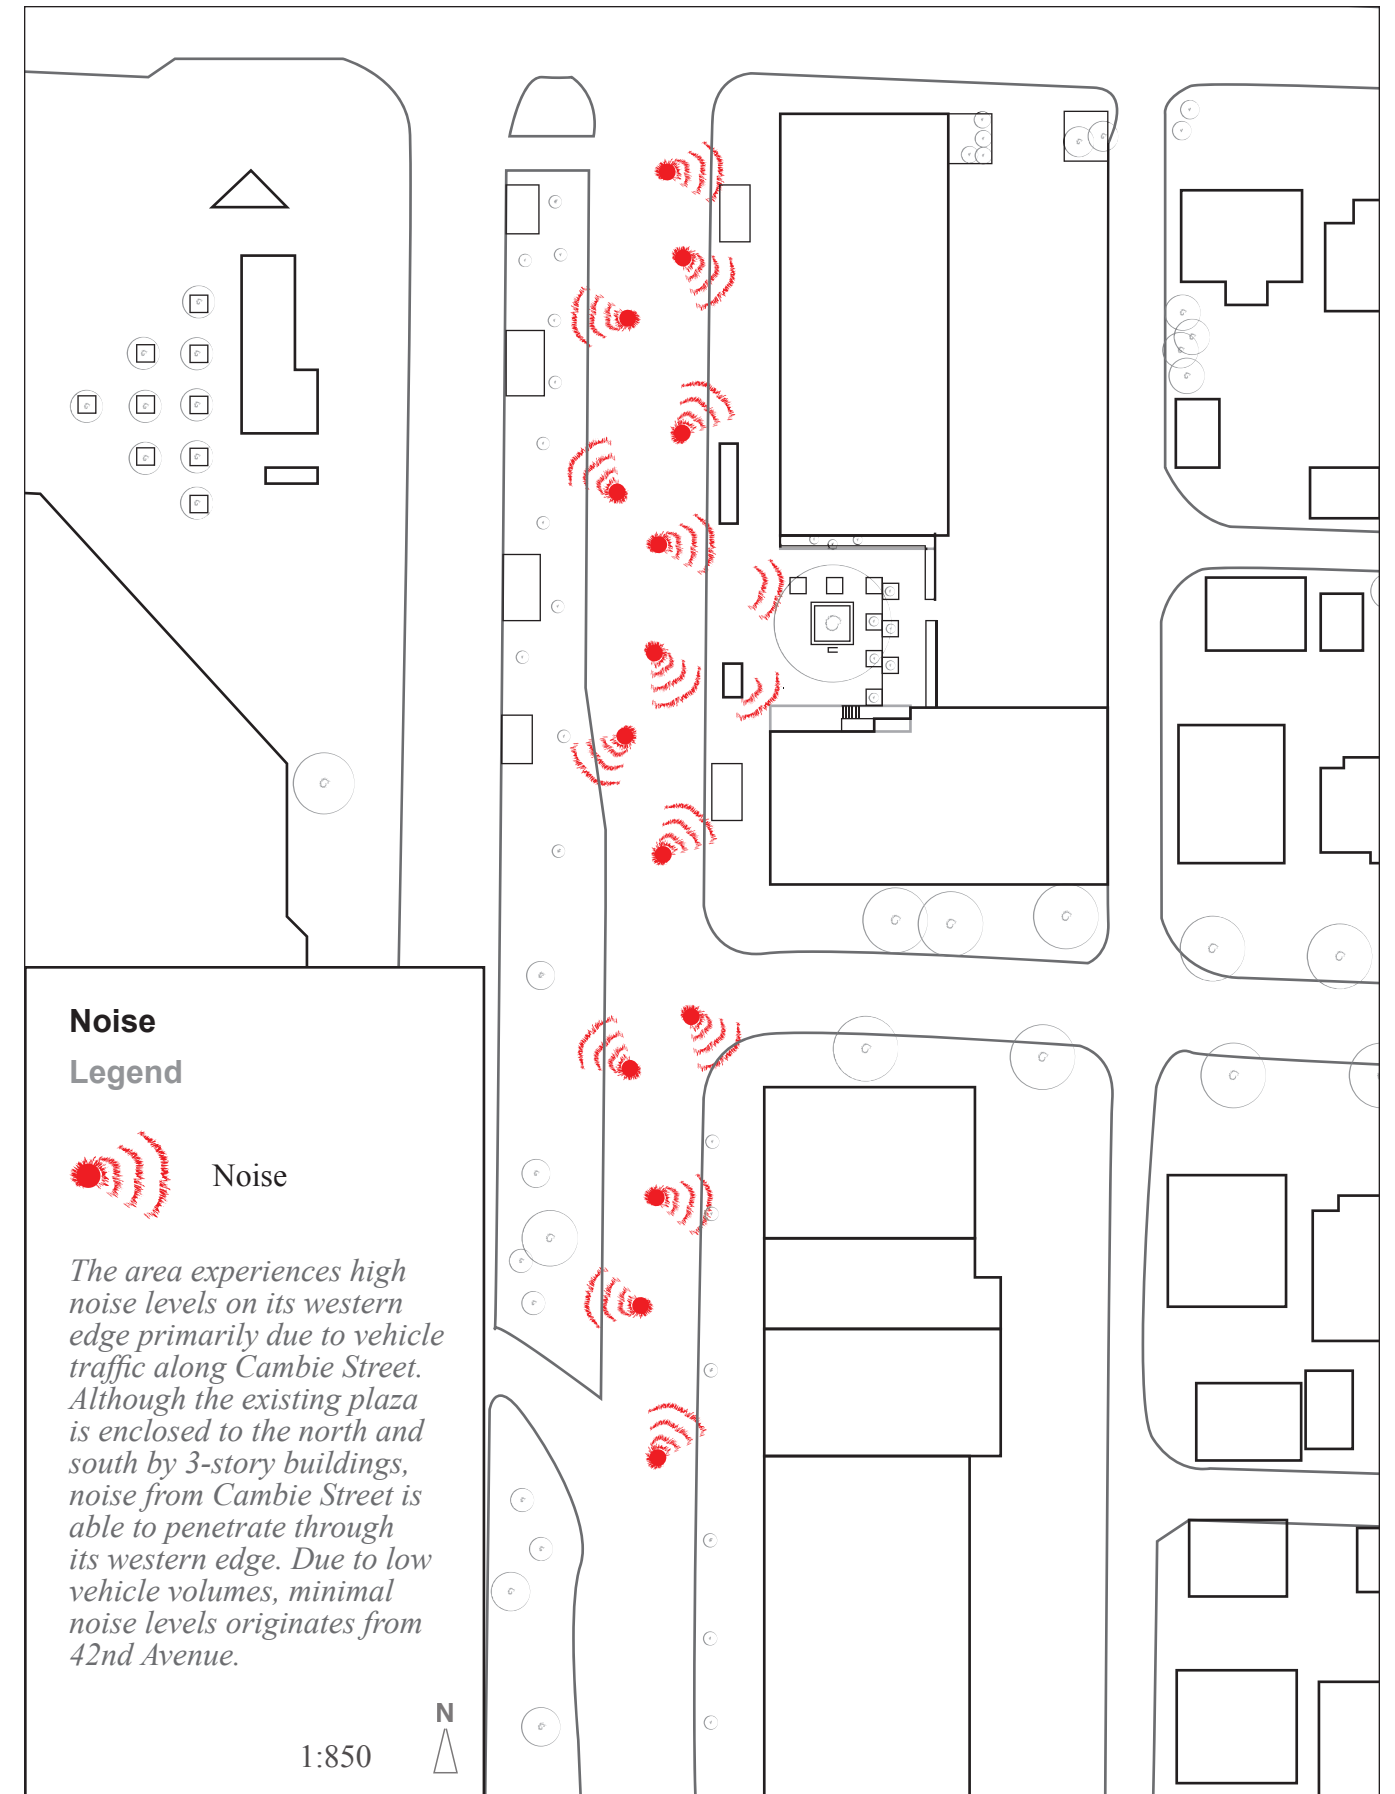 Noise
Legend
Noise
The area experiences high
noise levels on its western
edge primarily due to vehicle
traffic along Cambie Street.
Although the existing plaza
is enclosed to the north and
south by 3-story buildings,
noise from Cambie Street is
able to penetrate through
its western edge. Due to low
vehicle volumes, minimal
noise levels originates from
42nd Avenue.
N
1:850